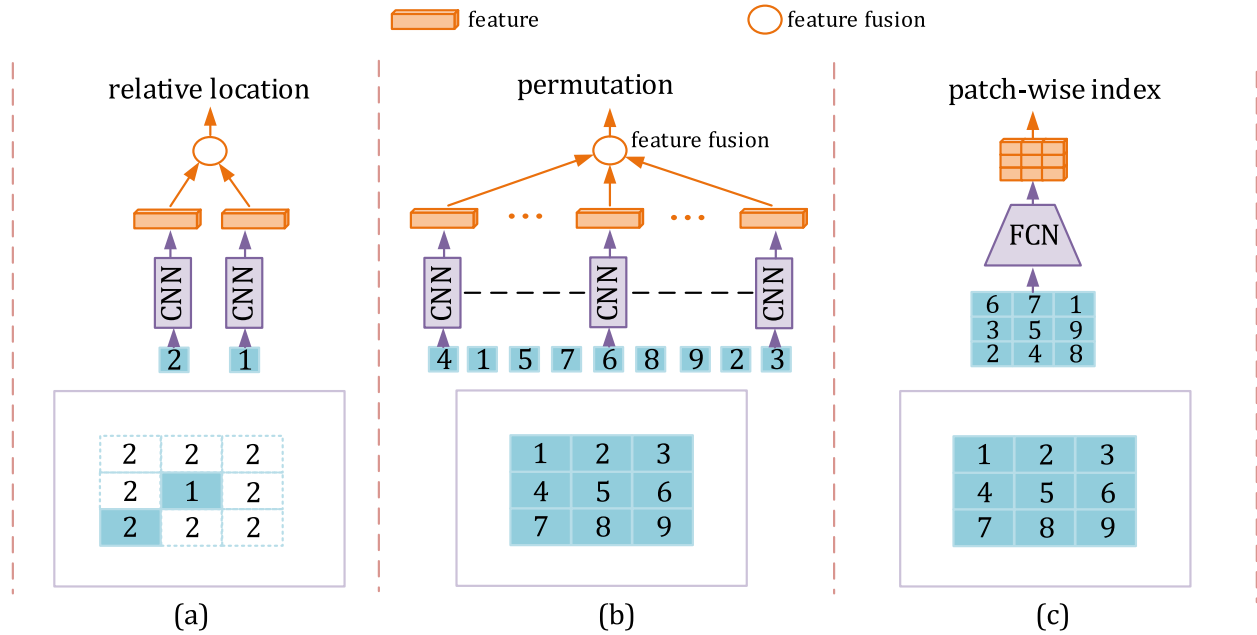 feature
feature fusion
relative location
CNN CNN
2 1
2 2 2
2 1 2
2 2 2
(a)
permutation
feature fusion
... ...
CNN CNN CNN
4 1 5 7 6 8 9 2 3
1 2 3
4 5 6
7 8 9
(b)
patch-wise index
FCN
6 7 1
3 5 9
2 4 8
1 2 3
4 5 6
7 8 9
(c)